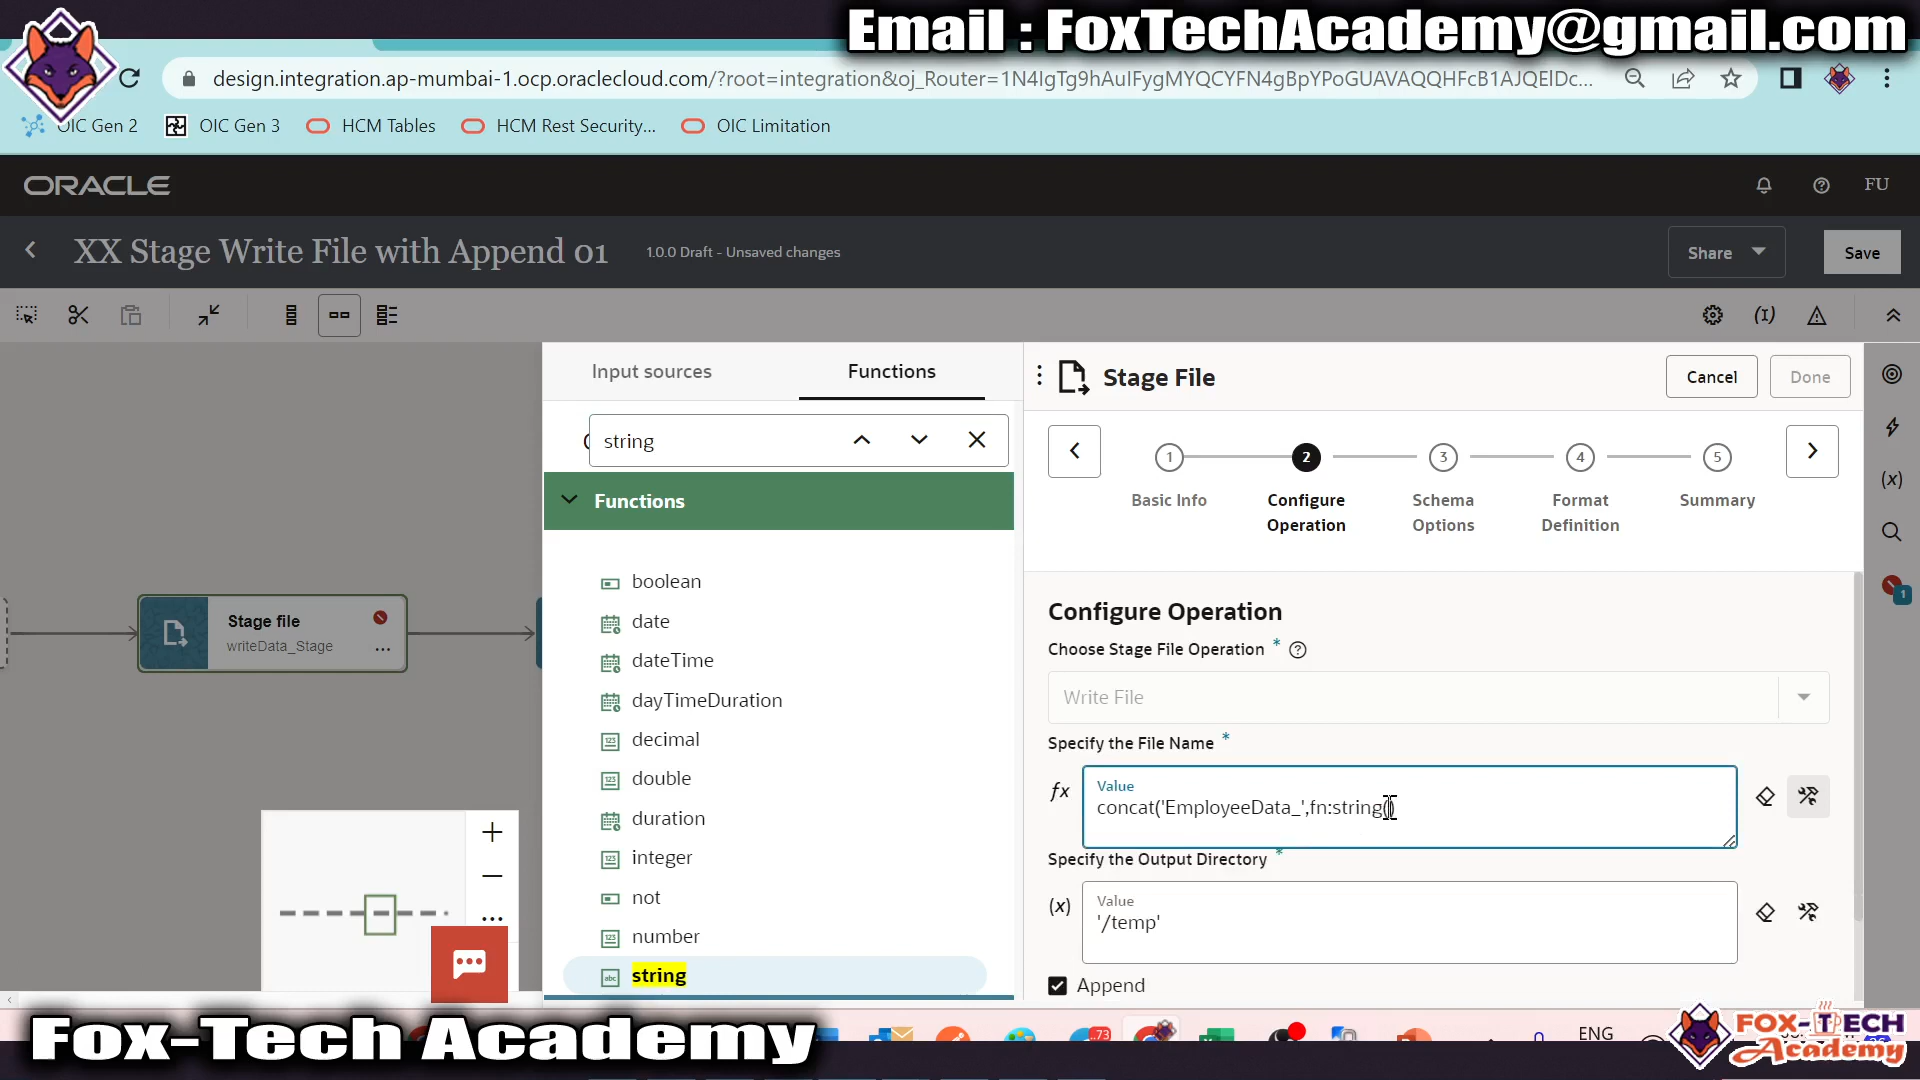 Email : FoxTechAcademy@gmail.com
design.integration.ap-mumbai-1.ocp.oraclecloud.com/?root=integration&oj_Router=1N4IgTg9hAuIFygMYQCYFN4gBpYPoGUAVAQQHFcB1AJQElDc...
OIC Gen 2
OIC Gen 3
HCM Tables
HCM Rest Security...
OIC Limitation
ORACLE
FU
XX Stage Write File with Append 01
1.0.0 Draft - Unsaved changes
Share
Save
Input sources
Functions
Stage File
Cancel
Done
string
1
2
3
4
5
Basic Info
Configure Operation
Schema Options
Format Definition
Summary
Functions
boolean
date
dateTime
dayTimeDuration
decimal
double
duration
integer
not
number
string
Stage file
writeData_Stage
Configure Operation
Choose Stage File Operation *
Write File
Specify the File Name *
Value
concat('EmployeeData_',fn:string()
Specify the Output Directory *
Value
'/temp'
Append
1
Fox-Tech Academy
73
ENG
FOX-TECH
Academy